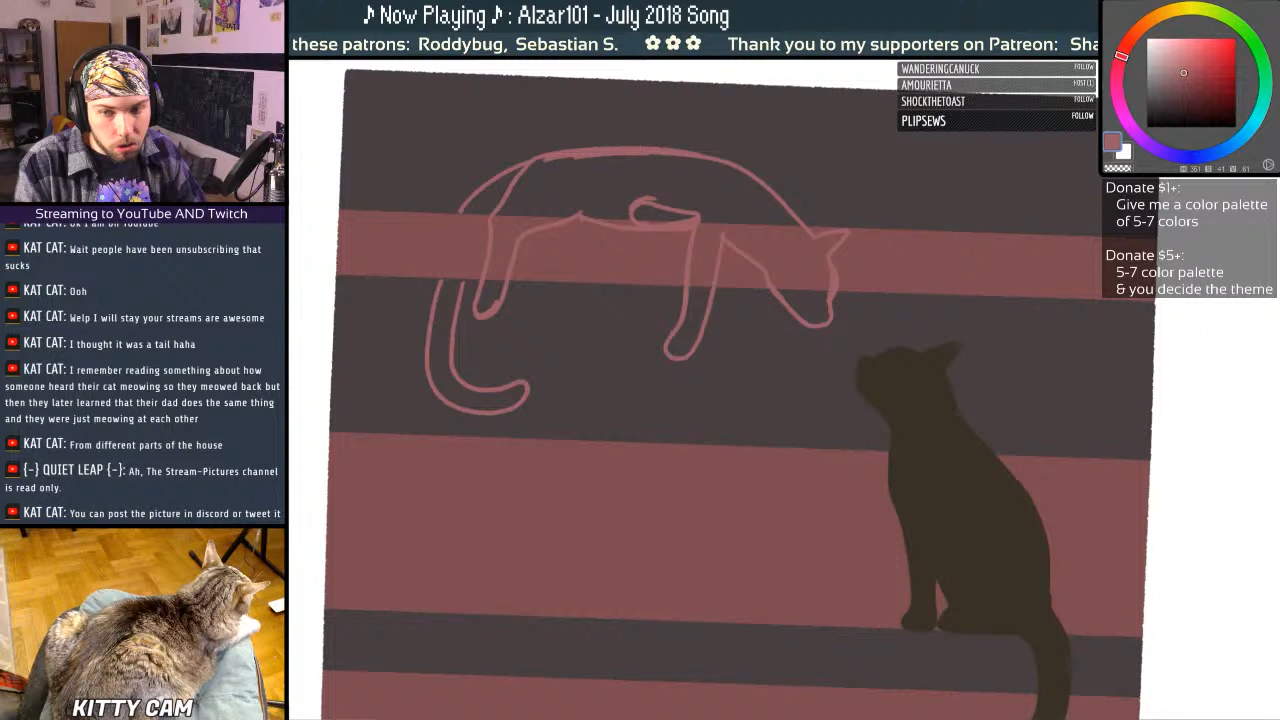 ♪ Now Playing ♪ : Alzar101 - July 2018 Song
these patrons: Roddybug, Sebastian S. ✿ ✿ ✿ Thank you to my supporters on Patreon: Sha
WANDERINGCANUCK FOLLOW
AMOURIETTA HOST (1)
SHOCKTHETOAST FOLLOW
PLIPSEWS FOLLOW
Donate $1+:
Give me a color palette
of 5-7 colors
Donate $5+:
5-7 color palette
& you decide the theme
Streaming to YouTube AND Twitch
KAT CAT: Wait people have been unsubscribing that
sucks
KAT CAT: Ooh
KAT CAT: Welp I will stay your streams are awesome
KAT CAT: I thought it was a tail haha
KAT CAT: I remember reading something about how
someone heard their cat meowing so they meowed back but
then they later learned that their dad does the same thing
and they were just meowing at each other
KAT CAT: From different parts of the house
{-} QUIET LEAP {-}: Ah, The Stream-Pictures channel
is read only.
KAT CAT: You can post the picture in discord or tweet it
KITTY CAM